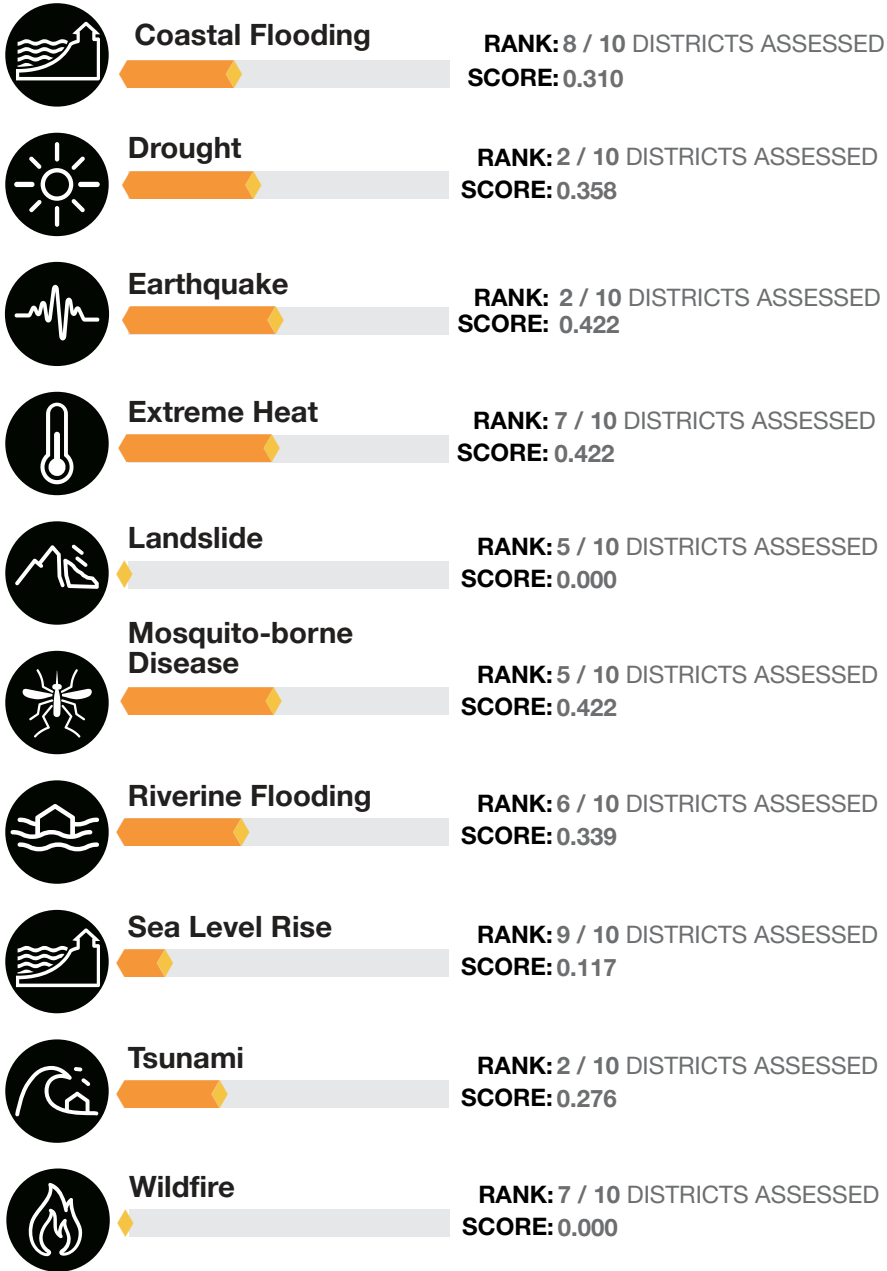 Coastal Flooding
RANK: 8 / 10 DISTRICTS ASSESSED
SCORE: 0.310
Drought
RANK: 2 / 10 DISTRICTS ASSESSED
SCORE: 0.358
Earthquake
RANK: 2 / 10 DISTRICTS ASSESSED
SCORE: 0.422
Extreme Heat
RANK: 7 / 10 DISTRICTS ASSESSED
SCORE: 0.422
Landslide
RANK: 5 / 10 DISTRICTS ASSESSED
SCORE: 0.000
Mosquito-borne
Disease
RANK: 5 / 10 DISTRICTS ASSESSED
SCORE: 0.422
Riverine Flooding
RANK: 6 / 10 DISTRICTS ASSESSED
SCORE: 0.339
Sea Level Rise
RANK: 9 / 10 DISTRICTS ASSESSED
SCORE: 0.117
Tsunami
RANK: 2 / 10 DISTRICTS ASSESSED
SCORE: 0.276
Wildfire
RANK: 7 / 10 DISTRICTS ASSESSED
SCORE: 0.000